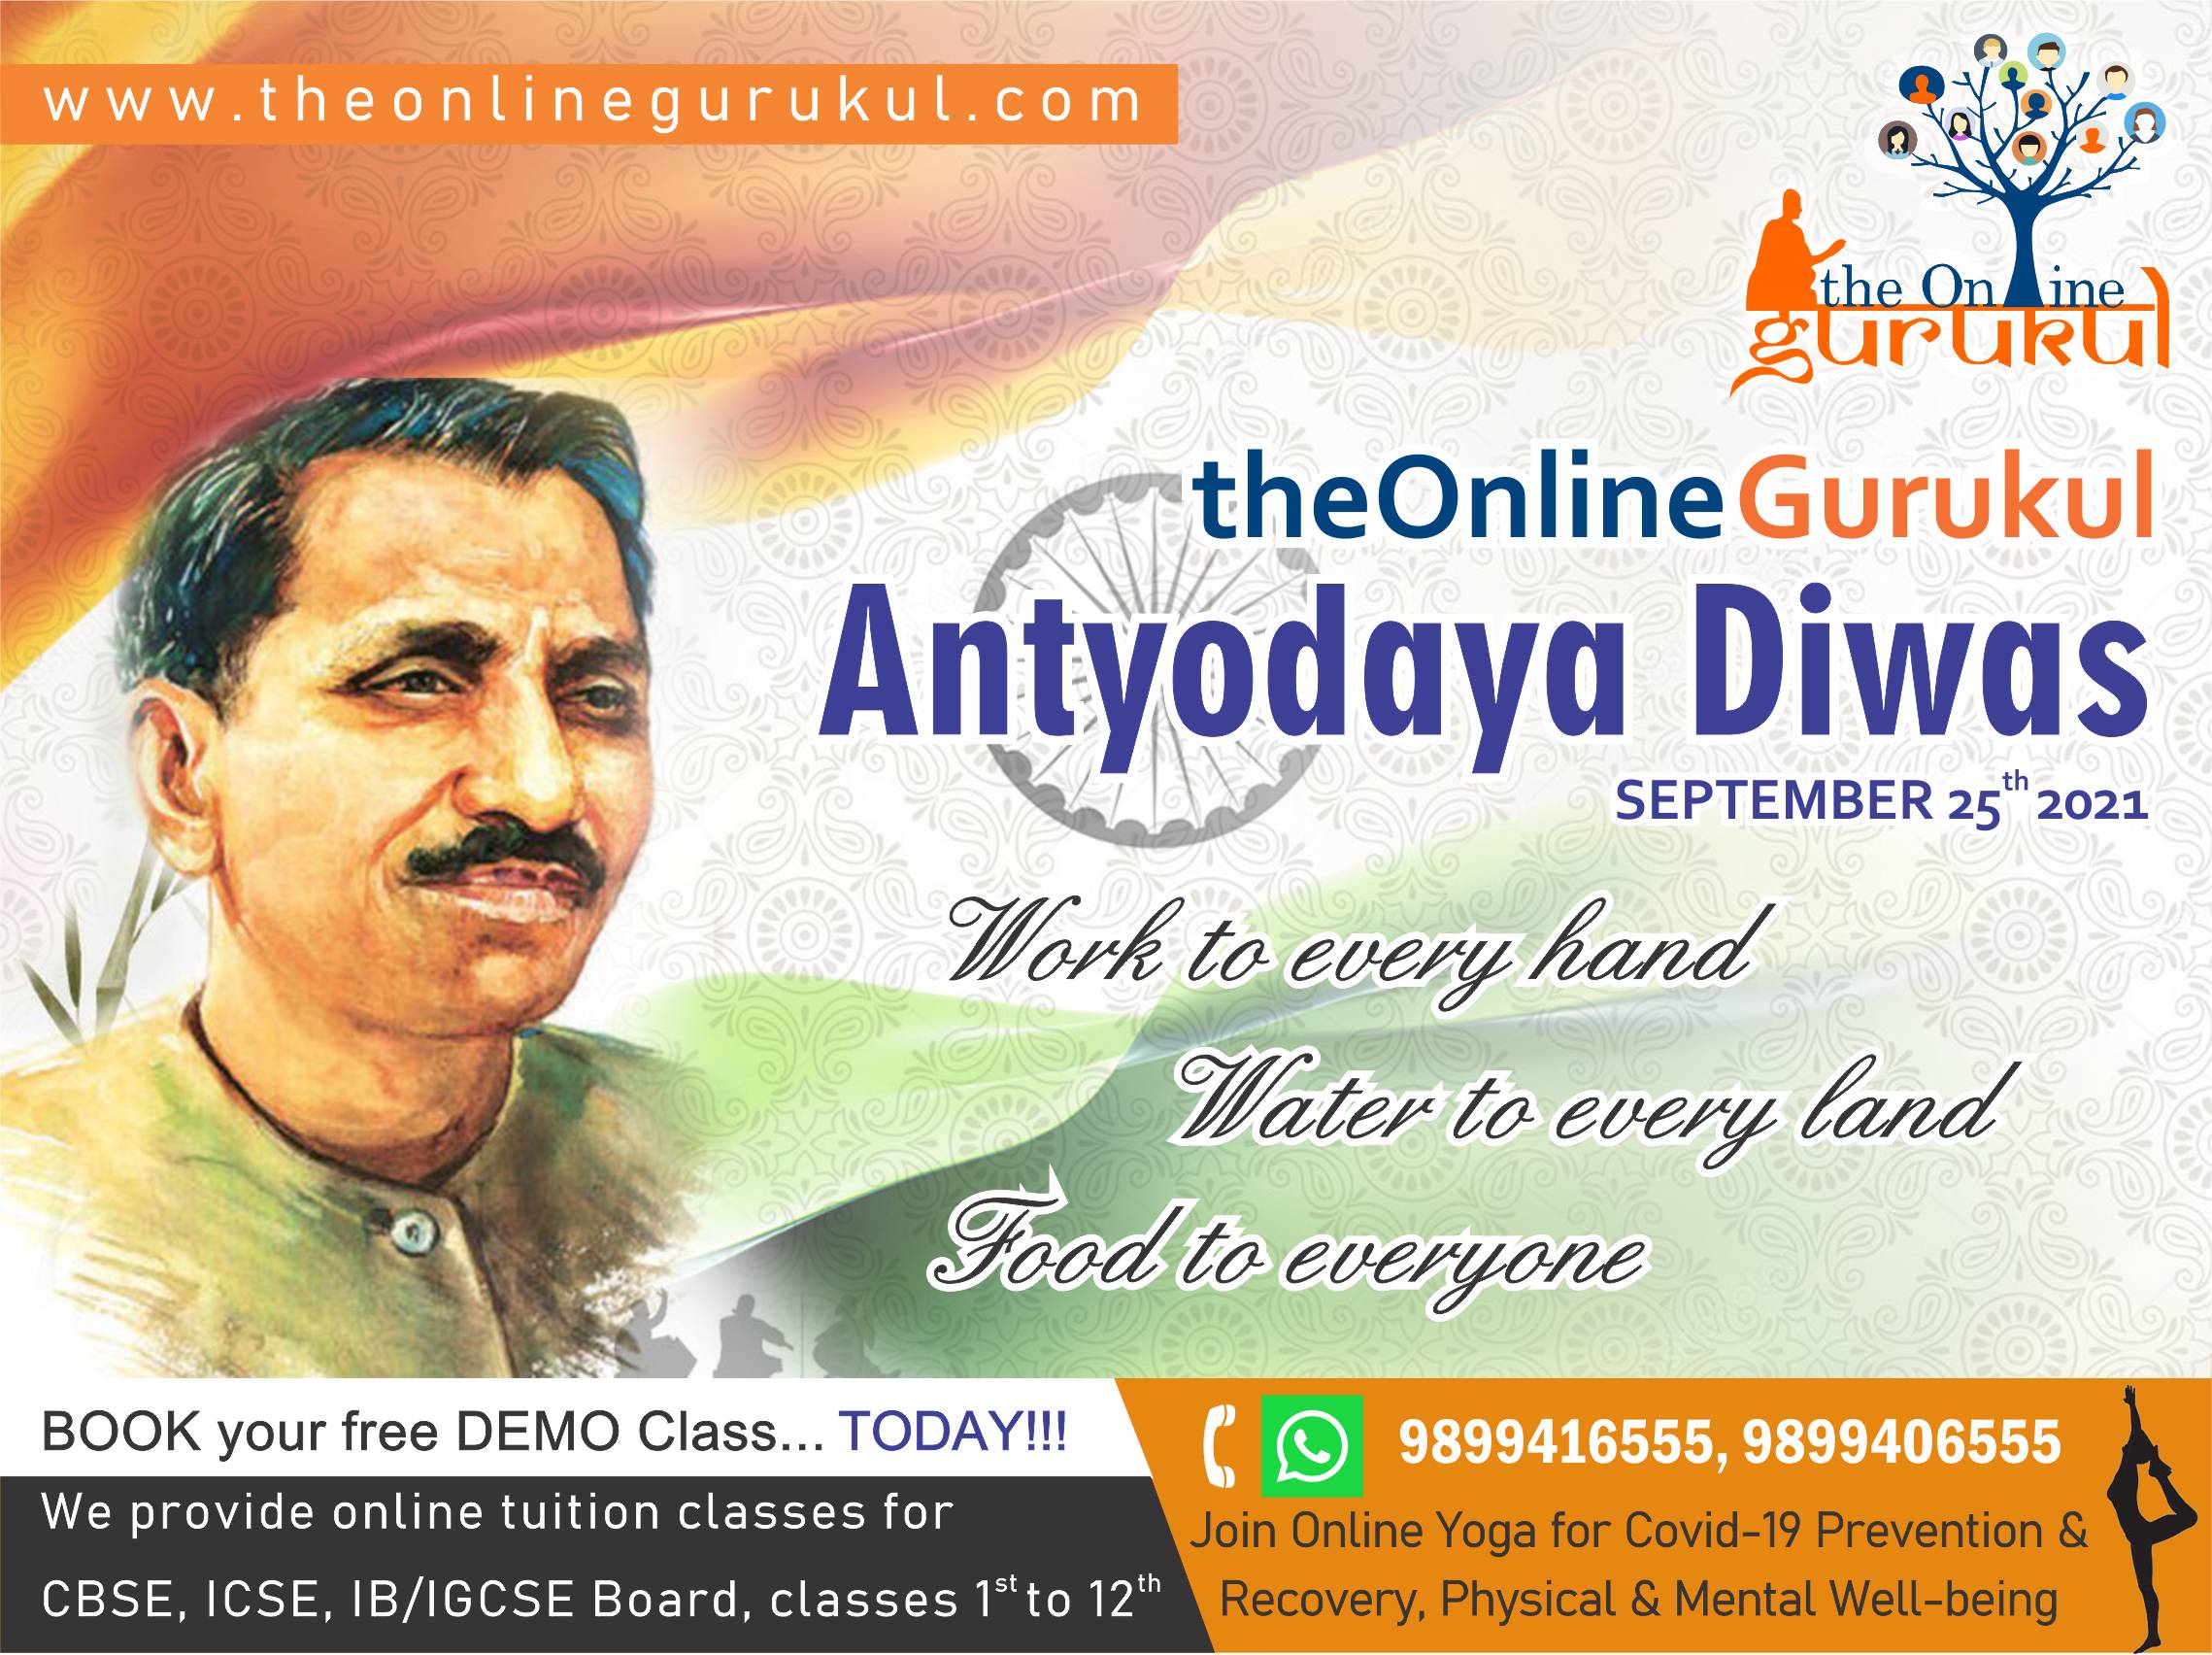 www.theonlinegurukul.com
the Online
gurukul
theOnlineGurukul
Antyodaya Diwas
SEPTEMBER 25th 2021
Work to every hand
Water to every land
Food to everyone
BOOK your free DEMO Class... TODAY!!!
We provide online tuition classes for
CBSE, ICSE, IB/IGCSE Board, classes 1st to 12th
9899416555, 9899406555
Join Online Yoga for Covid-19 Prevention &
Recovery, Physical & Mental Well-being